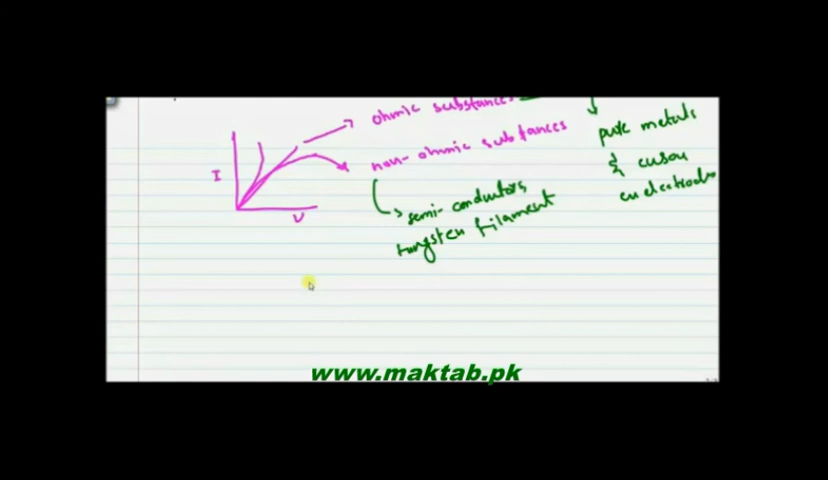 ohmic substances
non-ohmic substances
pure metals
& CuSO4
Cu electrodes
semi-conductors,
tungsten filament
I
V
www.maktab.pk